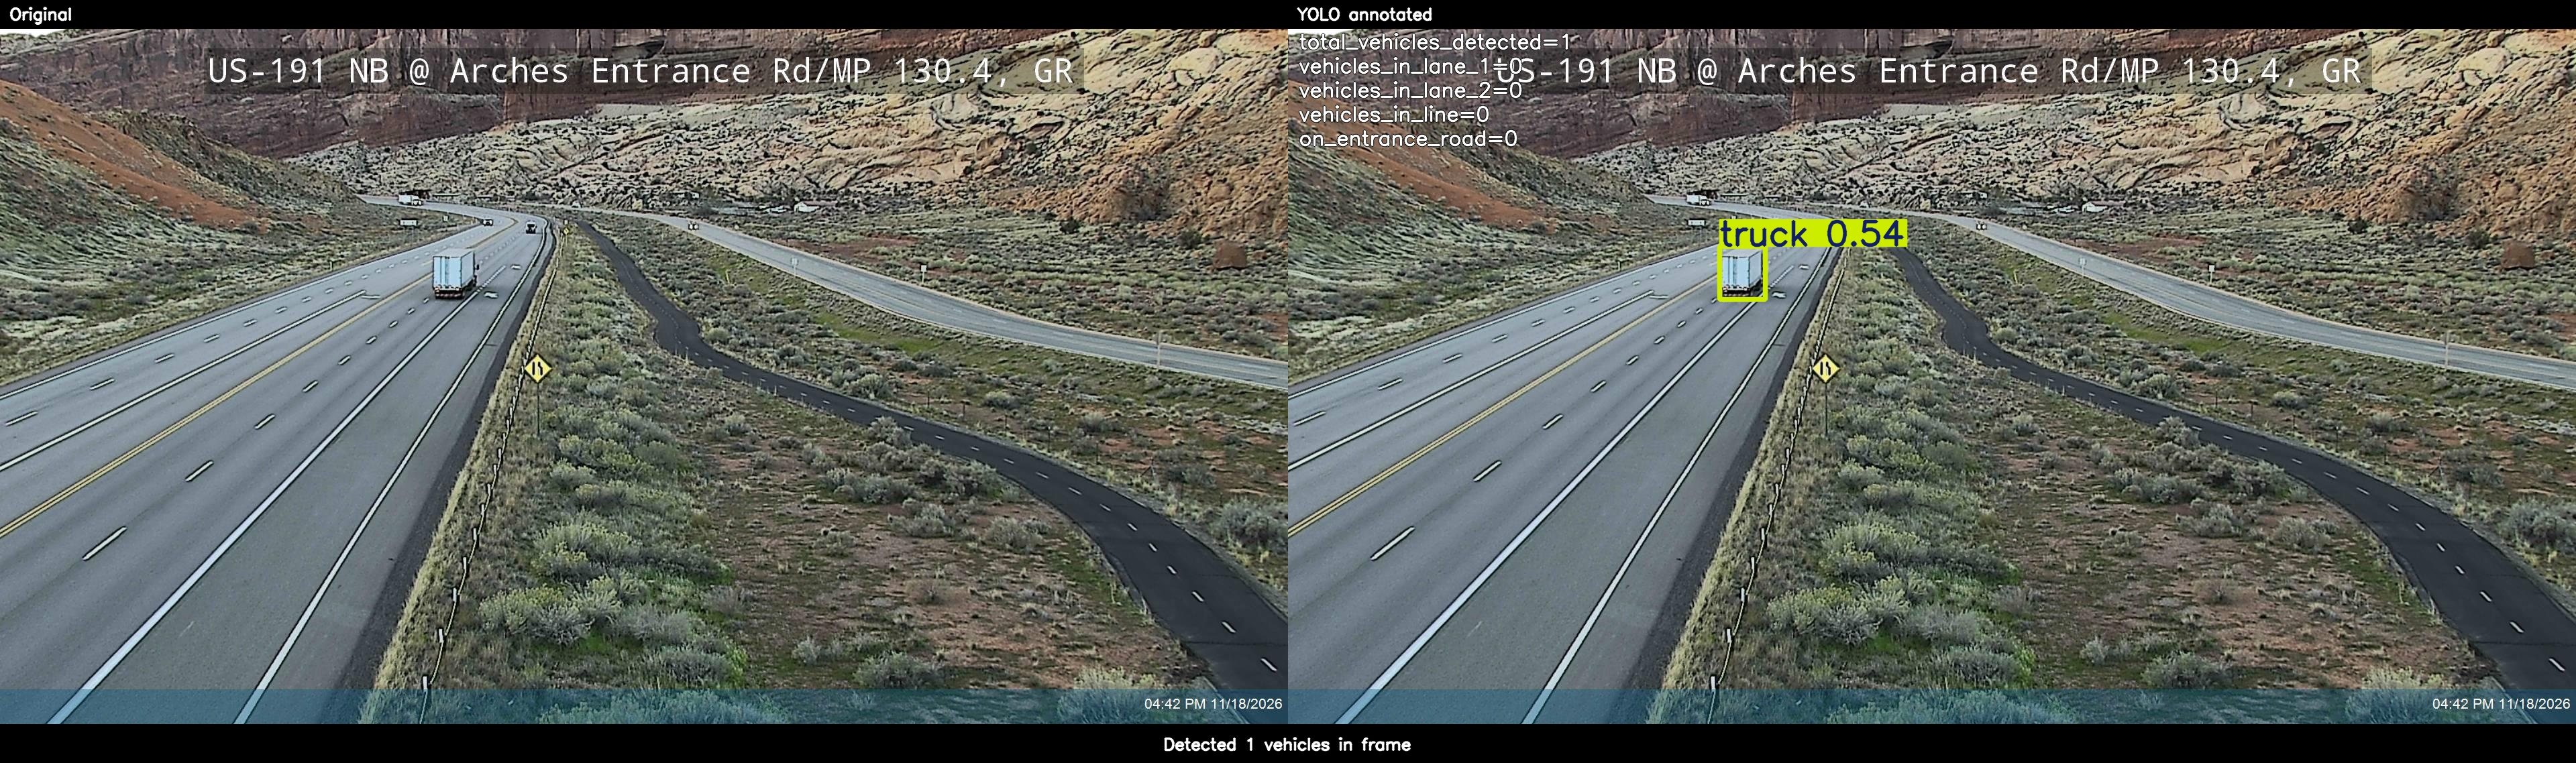 Original
US-191 NB @ Arches Entrance Rd/MP 130.4, GR
04:42 PM 11/18/2026
YOLO annotated
total_vehicles_detected=1
vehicles_in_lane_1=0
US-191 NB @ Arches Entrance Rd/MP 130.4, GR
vehicles_in_lane_2=0
vehicles_in_line=0
on_entrance_road=0
truck 0.54
04:42 PM 11/18/2026
Detected 1 vehicles in frame